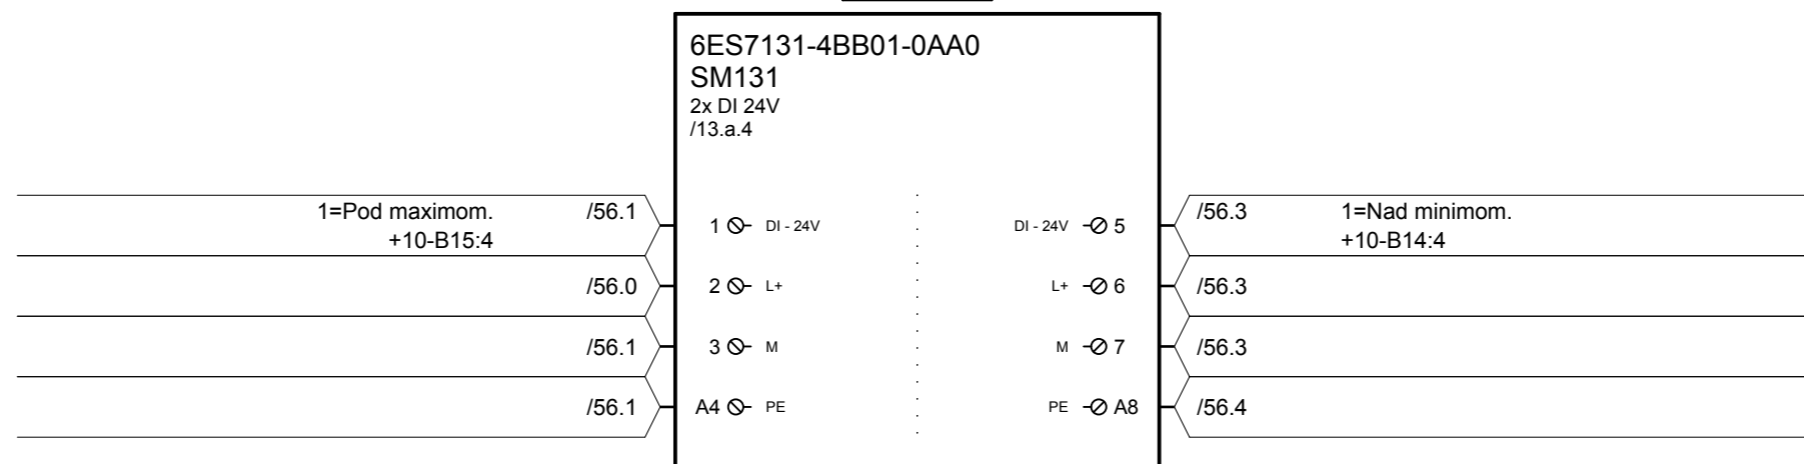 6ES7131-4BB01-0AA0
SM131
2x DI 24V
/13.a.4
1=Pod maximom. /56.1 1 DI - 24V DI - 24V 5 /56.3 1=Nad minimom.
+10-B15:4 +10-B14:4
/56.0 2 L+ L+ 6 /56.3
/56.1 3 M M 7 /56.3
/56.1 A4 PE PE A8 /56.4